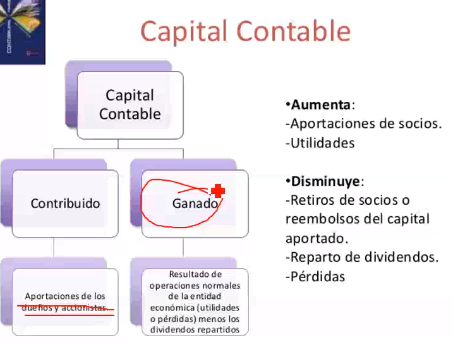 Capital Contable
Capital
Contable
Contribuido
Ganado
Aportaciones de los
dueños y accionistas.
Resultado de
operaciones normales
de la entidad
económica (utilidades
o pérdidas) menos los
dividendos repartidos
•Aumenta:
-Aportaciones de socios.
-Utilidades
•Disminuye:
-Retiros de socios o
reembolsos del capital
aportado.
-Reparto de dividendos.
-Pérdidas